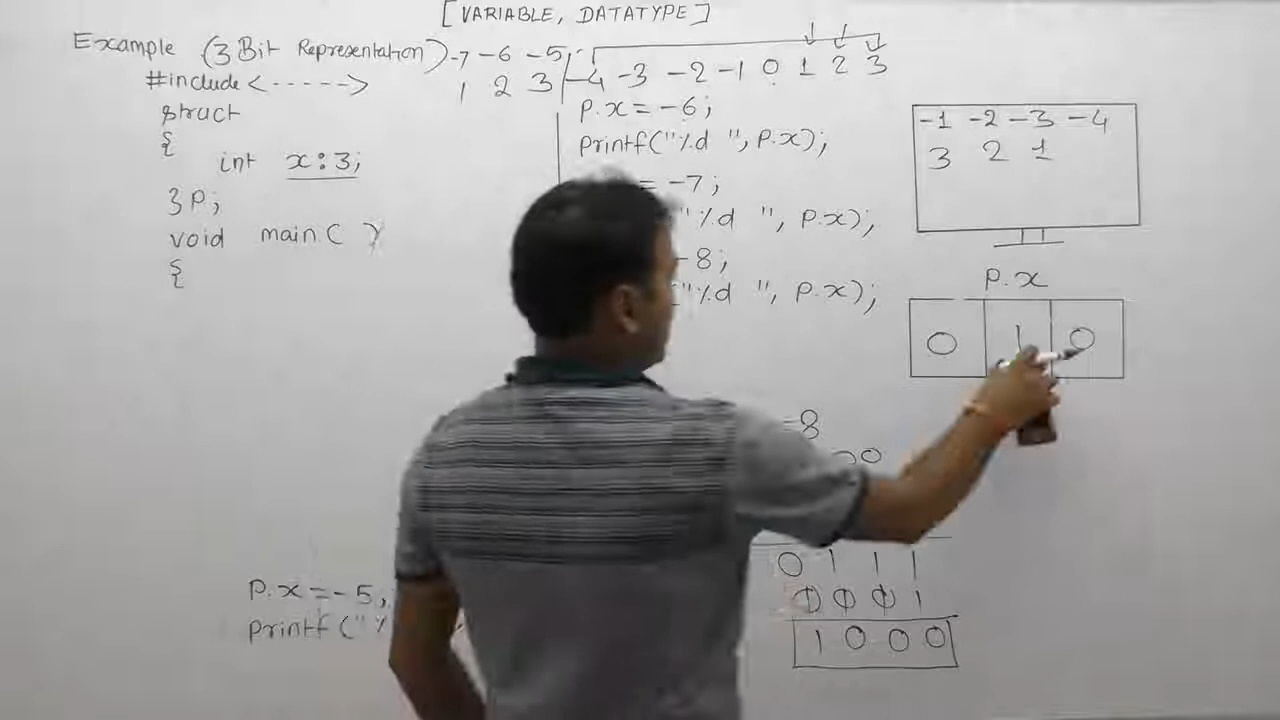 [VARIABLE, DATATYPE]
Example (3 Bit Representation) -7 -6 -5 -4 -3 -2 -1 0 1 2 3
1 2 3
#include<----->
struct
{
int x:3;
}P;
void main( )
{
P.x=-6;
printf("%d ", P.x);
= -7;
"%d ", P.x);
-8;
"%d ", P.x);
P.x=-5,
printf("%
-1 -2 -3 -4
3 2 1
P.x
0 1 0
=8
00
0 1 1 1
0 0 0 1
1 0 0 0